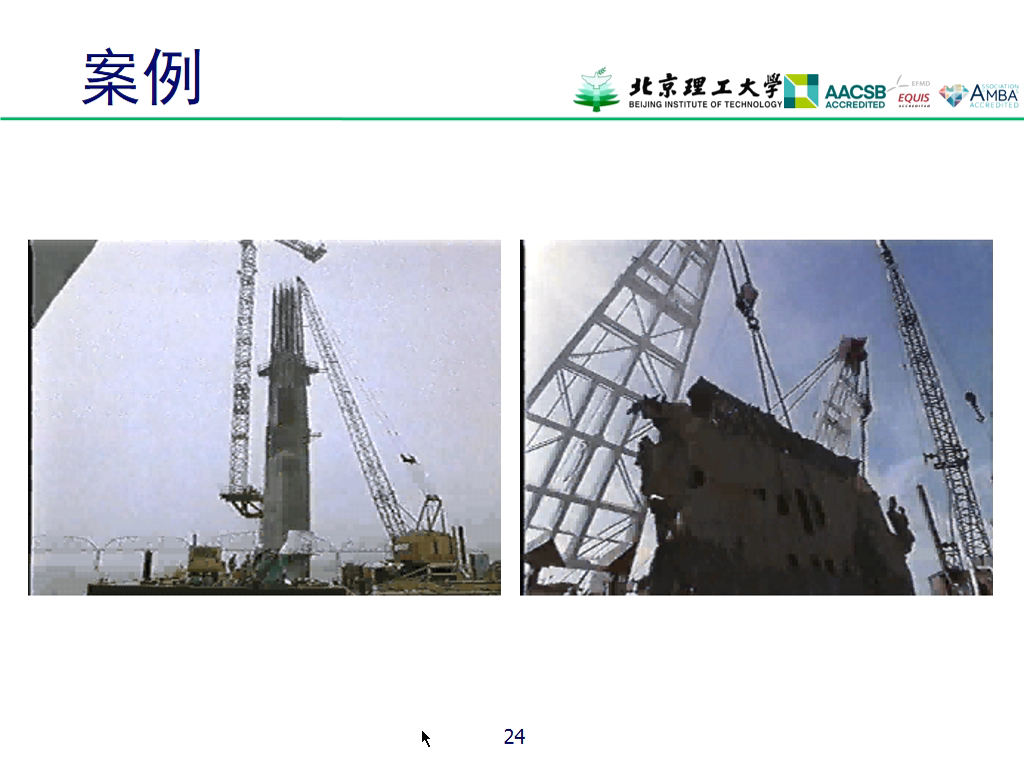 案例
北京理工大学
BEIJING INSTITUTE OF TECHNOLOGY
AACSB
ACCREDITED
EFMD
EQUIS
ACCREDITED
ASSOCIATION
AMBA
ACCREDITED
24